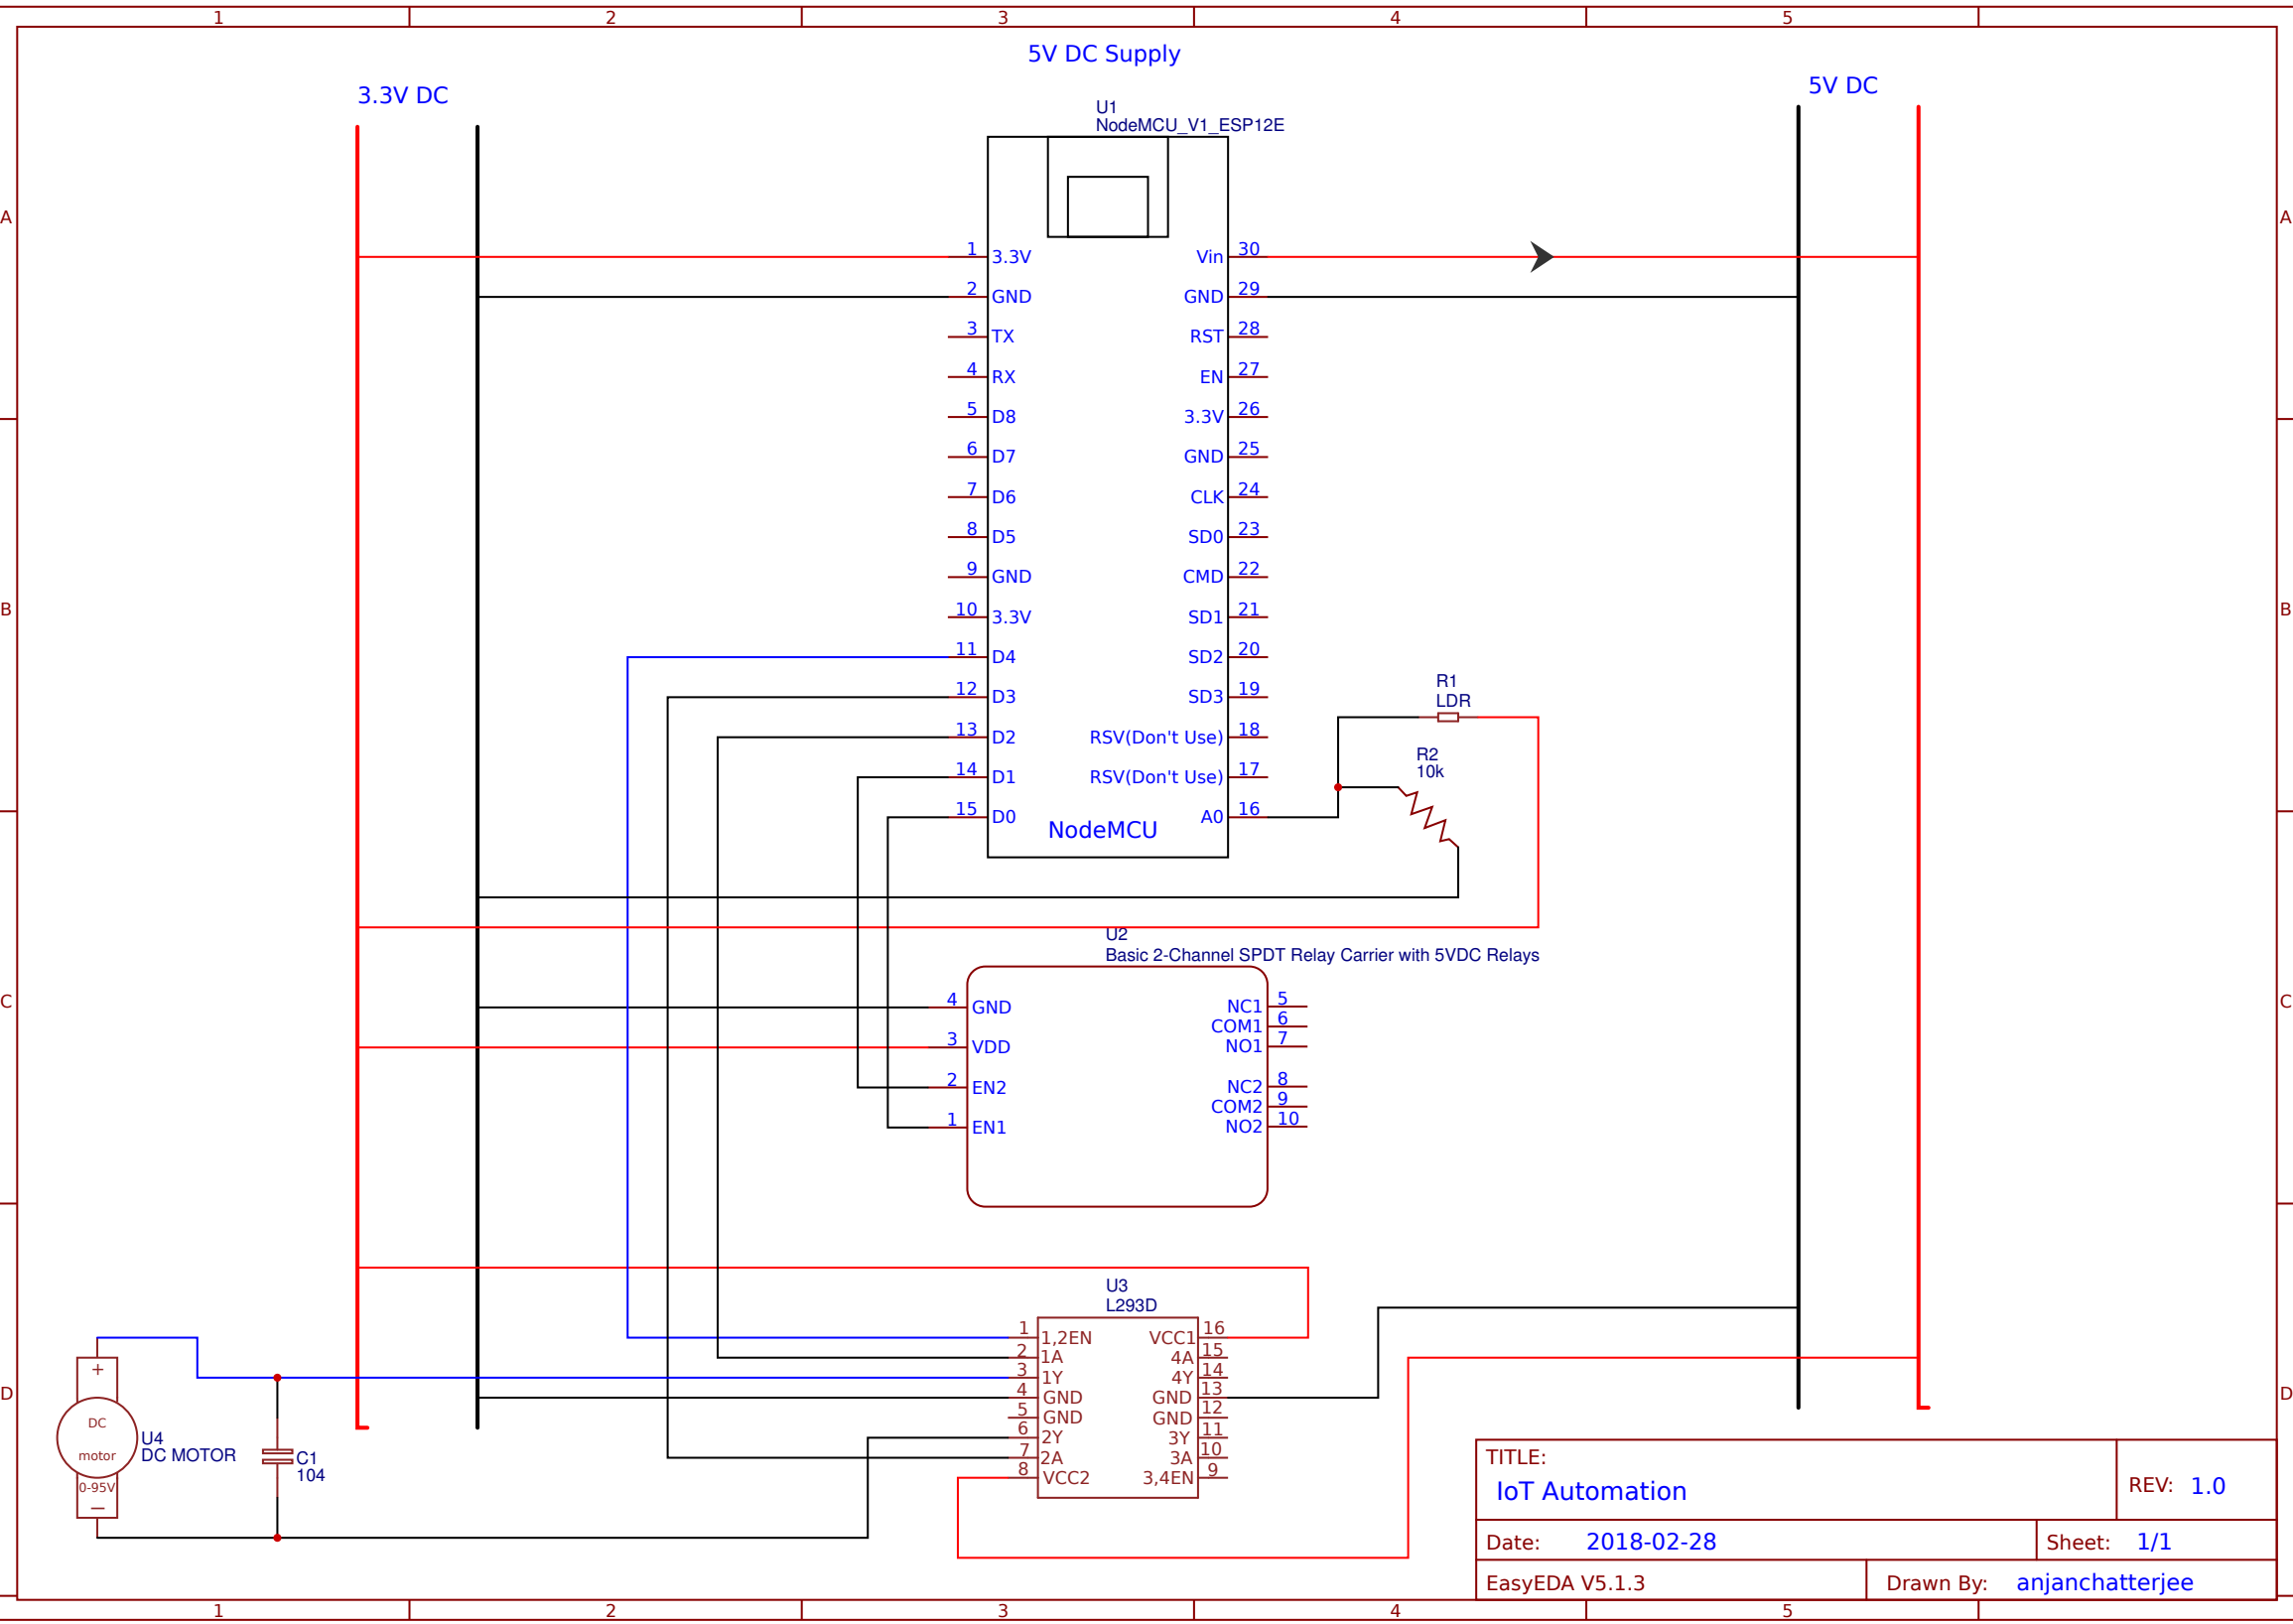 1 2 3 4 5
5V DC Supply
3.3V DC
5V DC
U1
NodeMCU_V1_ESP12E
A
A
1 3.3V
Vin 30
2 GND
GND 29
3 TX
RST 28
4 RX
EN 27
5 D8
3.3V 26
6 D7
GND 25
7 D6
CLK 24
8 D5
SD0 23
9 GND
CMD 22
10 3.3V
SD1 21
B
B
11 D4
SD2 20
12 D3
SD3 19
13 D2
RSV(Don't Use) 18
14 D1
RSV(Don't Use) 17
15 D0
A0 16
NodeMCU
R1
LDR
R2
10k
U2
Basic 2-Channel SPDT Relay Carrier with 5VDC Relays
C
C
4 GND
3 VDD
2 EN2
1 EN1
NC1 5
COM1 6
NO1 7
NC2 8
COM2 9
NO2 10
U3
L293D
1 1,2EN
VCC1 16
2 1A
4A 15
3 1Y
4Y 14
4 GND
GND 13
5 GND
GND 12
6 2Y
3Y 11
7 2A
3A 10
8 VCC2
3,4EN 9
D
D
+
DC
motor
0-95V
—
U4
DC MOTOR
C1
104
TITLE:
IoT Automation
REV: 1.0
Date: 2018-02-28
Sheet: 1/1
EasyEDA V5.1.3
Drawn By: anjanchatterjee
1 2 3 4 5